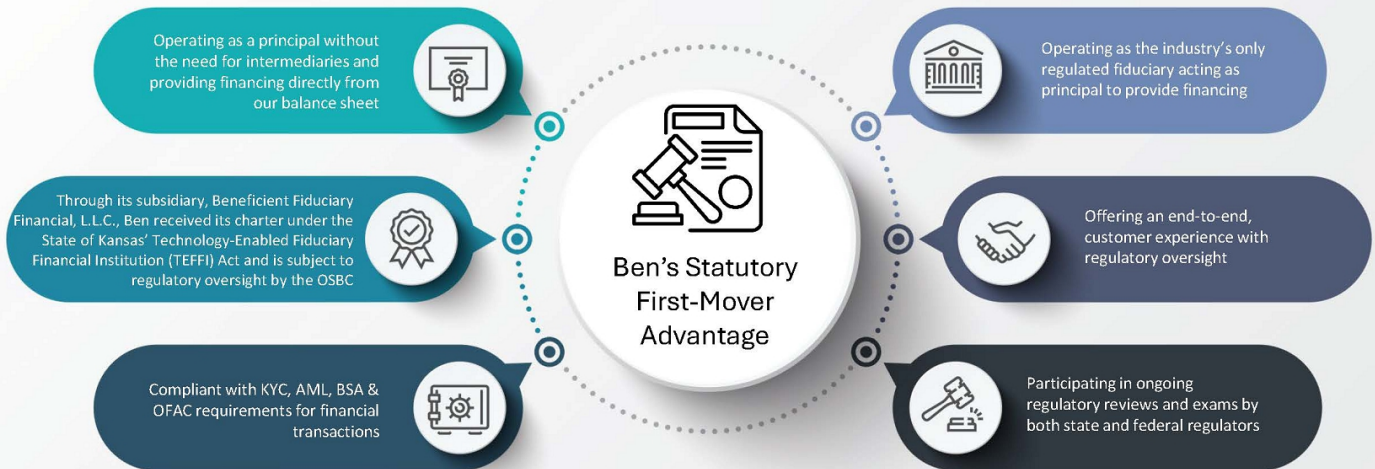 Operating as a principal without
the need for intermediaries and
providing financing directly from
our balance sheet
Through its subsidiary, Beneficient Fiduciary
Financial, L.L.C., Ben received its charter under the
State of Kansas’ Technology-Enabled Fiduciary
Financial Institution (TEFFI) Act and is subject to
regulatory oversight by the OSBC
Compliant with KYC, AML, BSA &
OFAC requirements for financial
transactions
Ben’s Statutory
First-Mover
Advantage
Operating as the industry’s only
regulated fiduciary acting as
principal to provide financing
Offering an end-to-end,
customer experience with
regulatory oversight
Participating in ongoing
regulatory reviews and exams by
both state and federal regulators